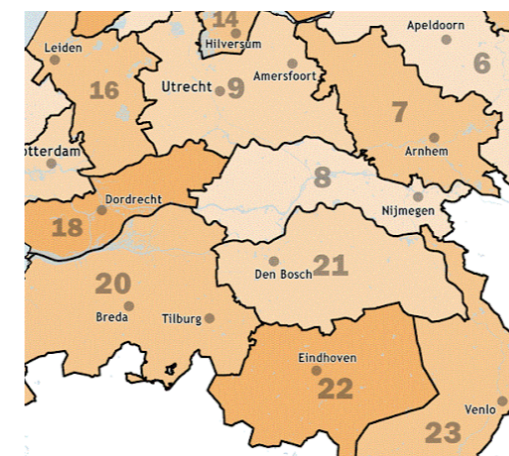 14
Apeldoorn
Hilversum
Leiden
6
Amersfoort
16
Utrecht 9
7
Arnhem
otterdam
8
Dordrecht
Nijmegen
18
21
Den Bosch
20
Breda
Tilburg
Eindhoven
22
Venlo
23